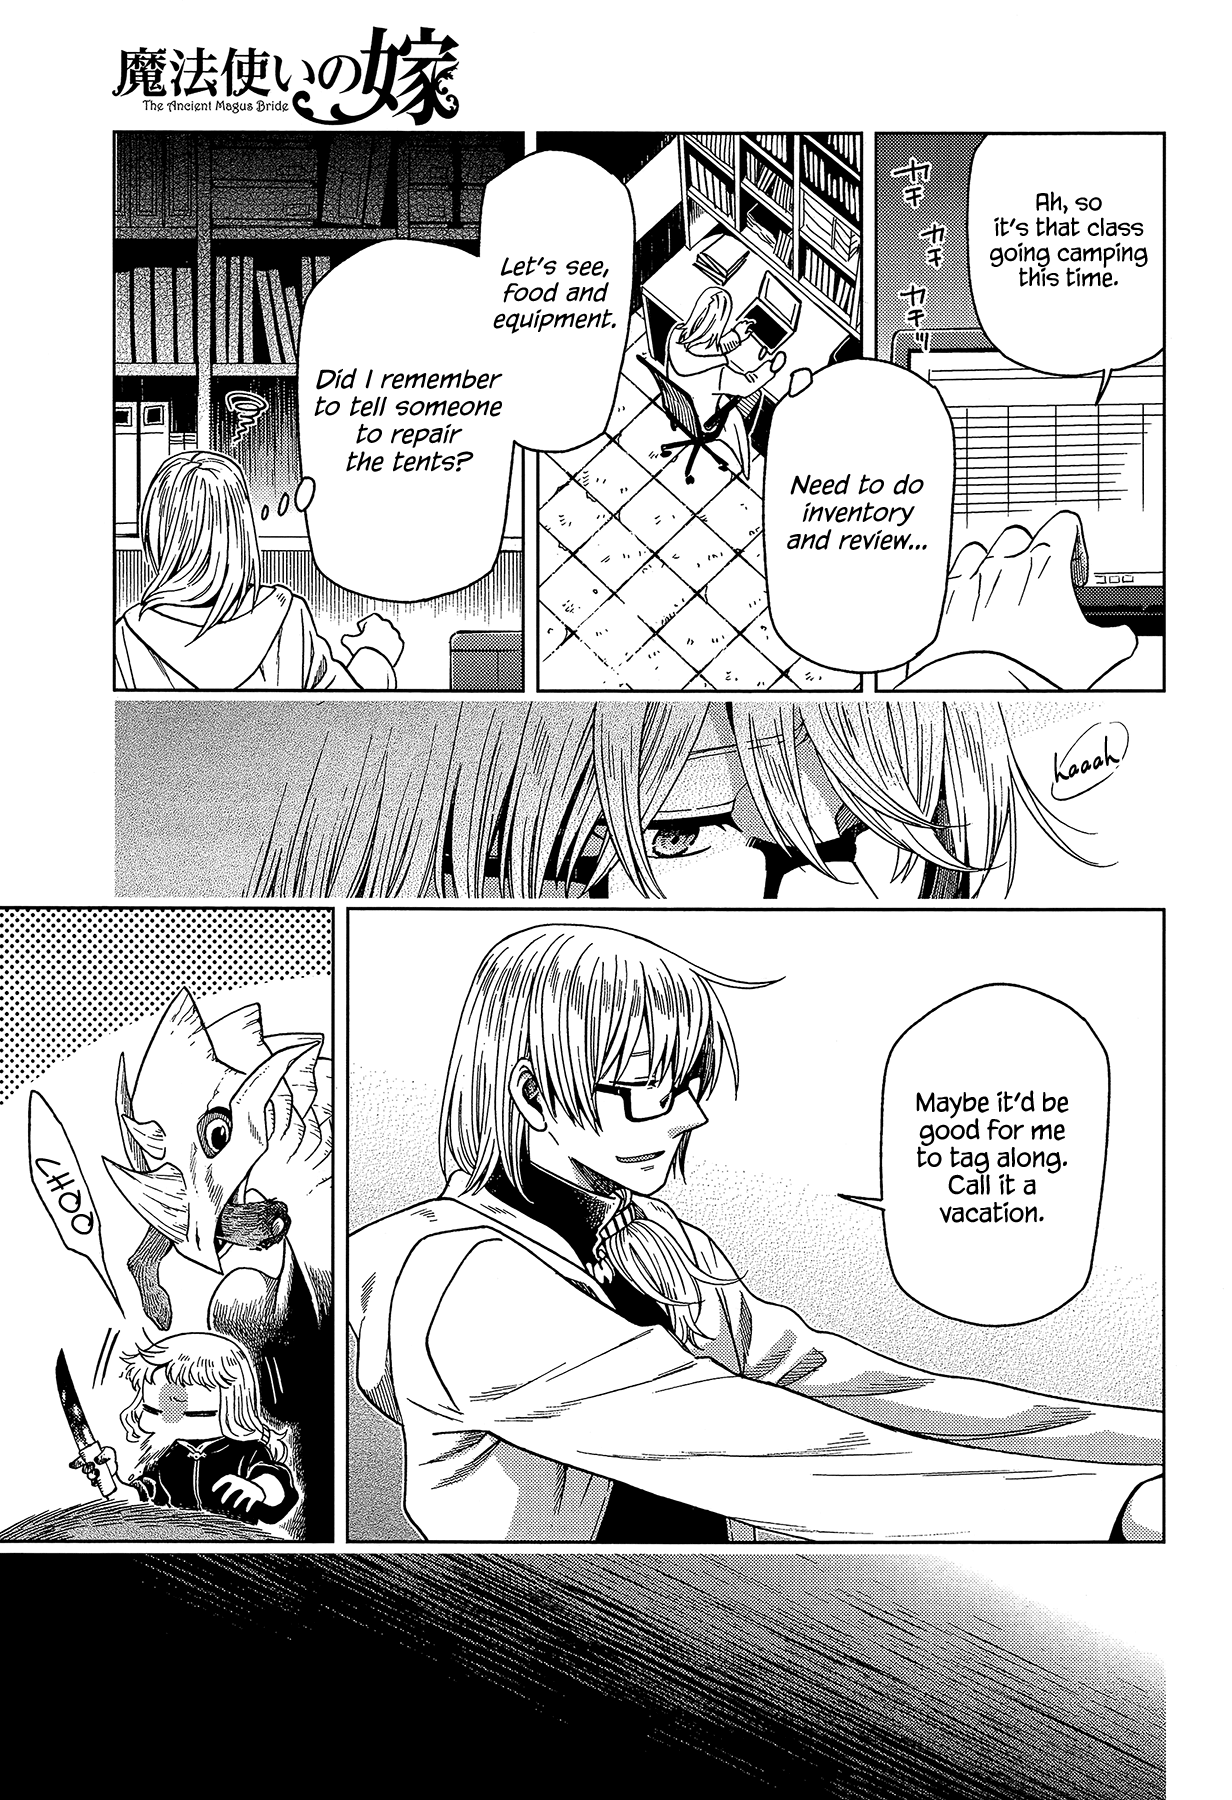 魔法使いの嫁
The Ancient Magus Bride
Ah, so
it's that class
going camping
this time.
カチ
カチ
カチッ
Need to do
inventory
and review...
Let's see,
food and
equipment.
Did I remember
to tell someone
to repair
the tents?
haaah
Maybe it'd be
good for me
to tag along.
Call it a
vacation.
CHOO